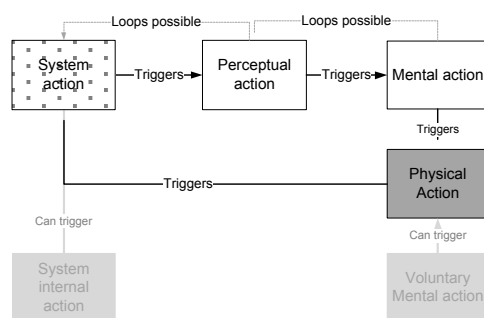 Loops possible
Loops possible
System
action
Triggers
Perceptual
action
Triggers
Mental action
Triggers
Physical
Action
Triggers
Can trigger
Can trigger
System
internal
action
Voluntary
Mental action